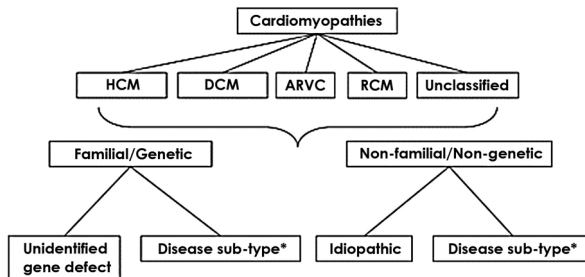 Cardiomyopathies
HCM
DCM
ARVC
RCM
Unclassified
Familial/Genetic
Non-familial/Non-genetic
Unidentified
gene defect
Disease sub-type*
Idiopathic
Disease sub-type*